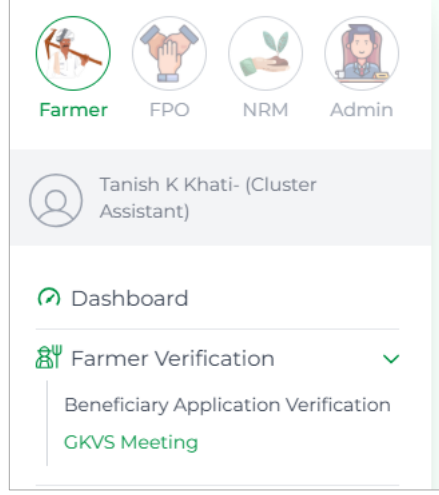 Farmer FPO NRM Admin
Tanish K Khati- (Cluster
Assistant)
Dashboard
Farmer Verification
Beneficiary Application Verification
GKVS Meeting